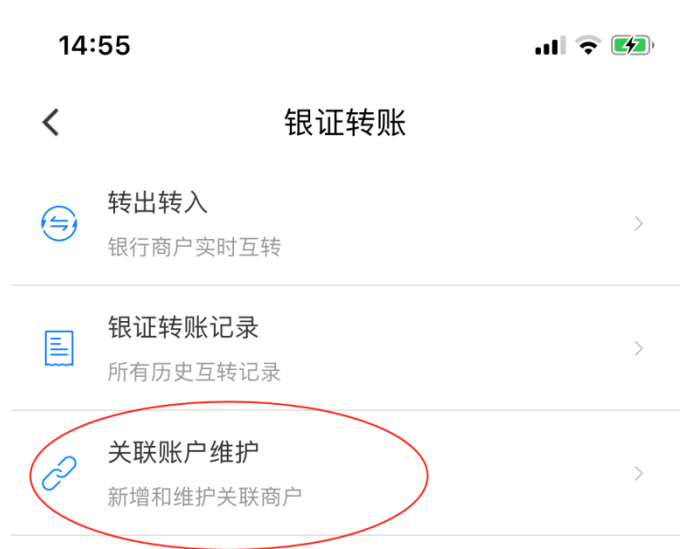 14:55
银证转账
转出转入
银行商户实时互转
银证转账记录
所有历史互转记录
关联账户维护
新增和维护关联商户